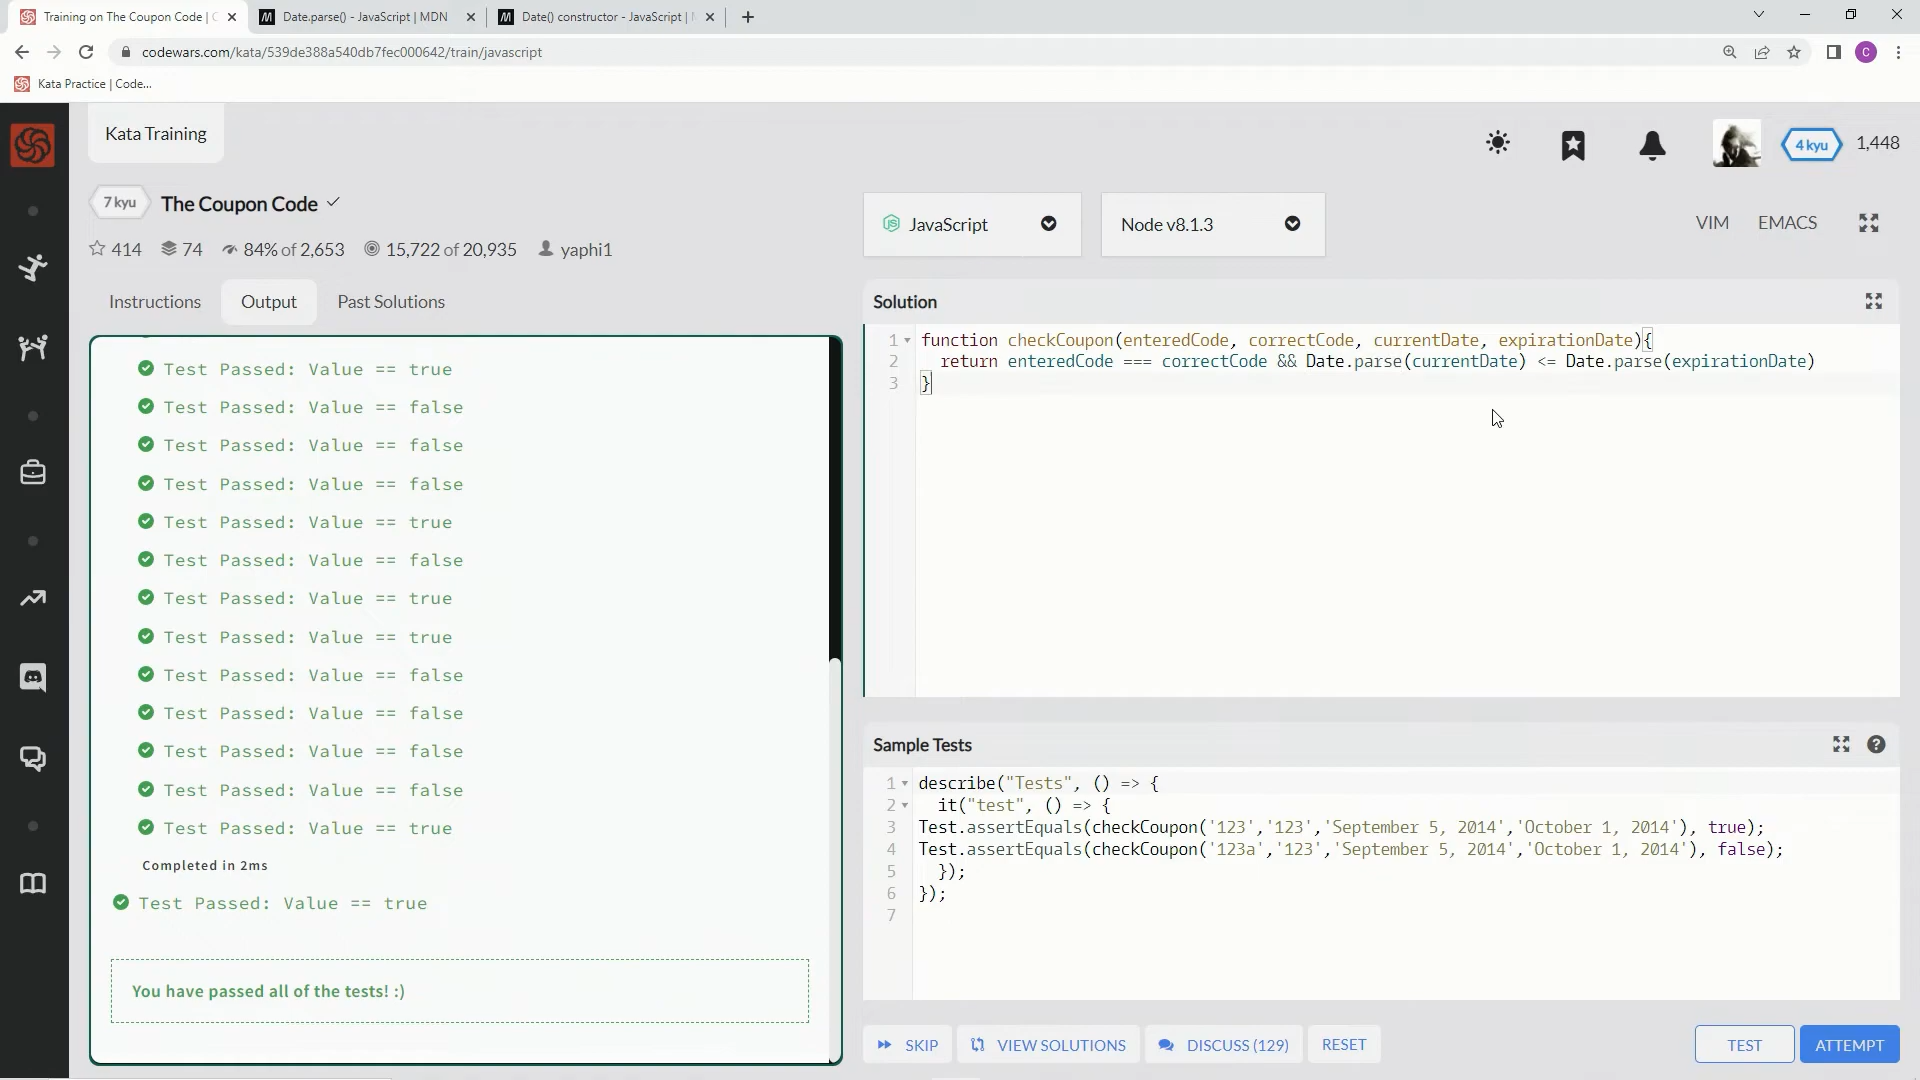 Training on The Coupon Code | C
Date.parse() - JavaScript | MDN
Date() constructor - JavaScript |
codewars.com/kata/539de388a540db7fec000642/train/javascript
C
Kata Practice | Code...
Kata Training
4 kyu
1,448
7 kyu
The Coupon Code
414
74
84% of 2,653
15,722 of 20,935
yaphi1
JavaScript
Node v8.1.3
VIM
EMACS
Instructions
Output
Past Solutions
Test Passed: Value == true
Test Passed: Value == false
Test Passed: Value == false
Test Passed: Value == false
Test Passed: Value == true
Test Passed: Value == false
Test Passed: Value == true
Test Passed: Value == true
Test Passed: Value == false
Test Passed: Value == false
Test Passed: Value == false
Test Passed: Value == false
Test Passed: Value == true
Completed in 2ms
Test Passed: Value == true
You have passed all of the tests! :)
Solution
1 function checkCoupon(enteredCode, correctCode, currentDate, expirationDate){
2 return enteredCode === correctCode && Date.parse(currentDate) <= Date.parse(expirationDate)
3 }
Sample Tests
1 describe("Tests", () => {
2 it("test", () => {
3 Test.assertEquals(checkCoupon('123','123','September 5, 2014','October 1, 2014'), true);
4 Test.assertEquals(checkCoupon('123a','123','September 5, 2014','October 1, 2014'), false);
5 });
6 });
7
SKIP
VIEW SOLUTIONS
DISCUSS (129)
RESET
TEST
ATTEMPT